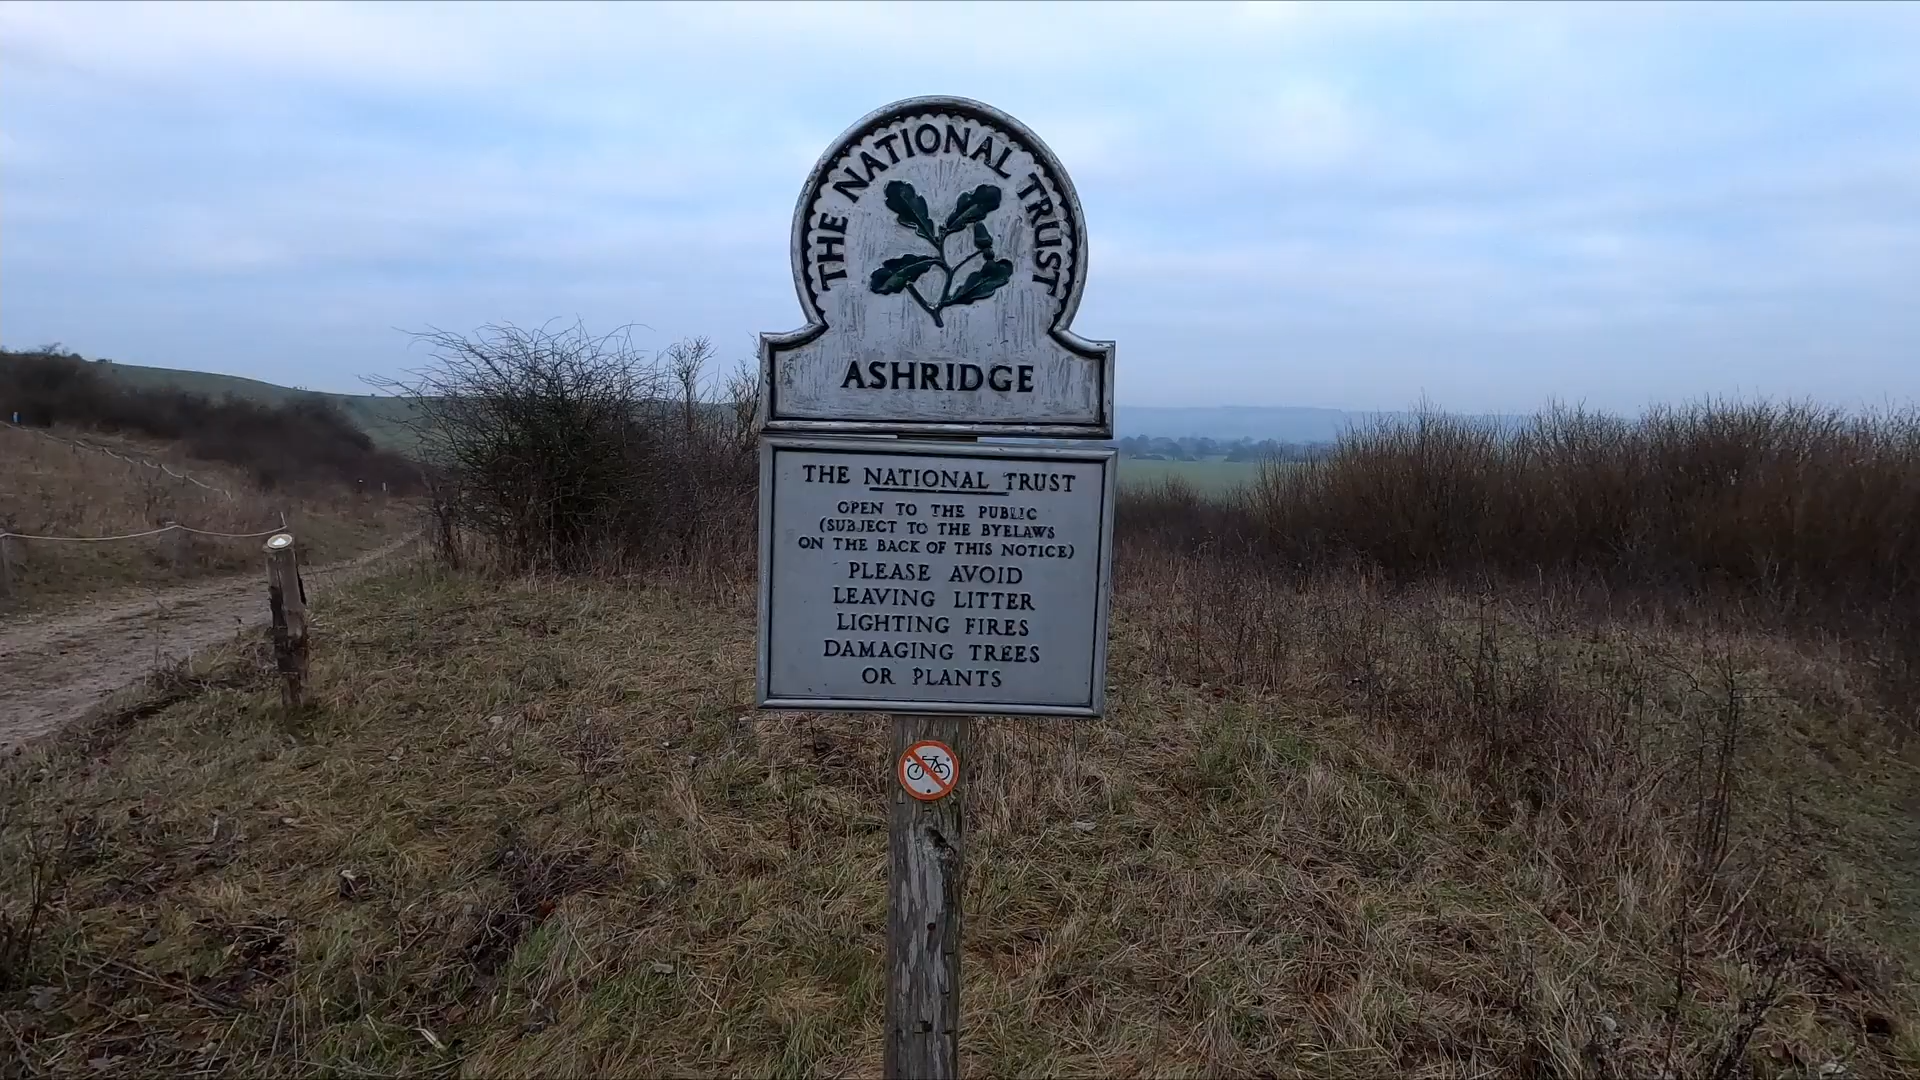 THE NATIONAL TRUST
ASHRIDGE
THE NATIONAL TRUST
OPEN TO THE PUBLIC
(SUBJECT TO THE BYELAWS
ON THE BACK OF THIS NOTICE)
PLEASE AVOID
LEAVING LITTER
LIGHTING FIRES
DAMAGING TREES
OR PLANTS